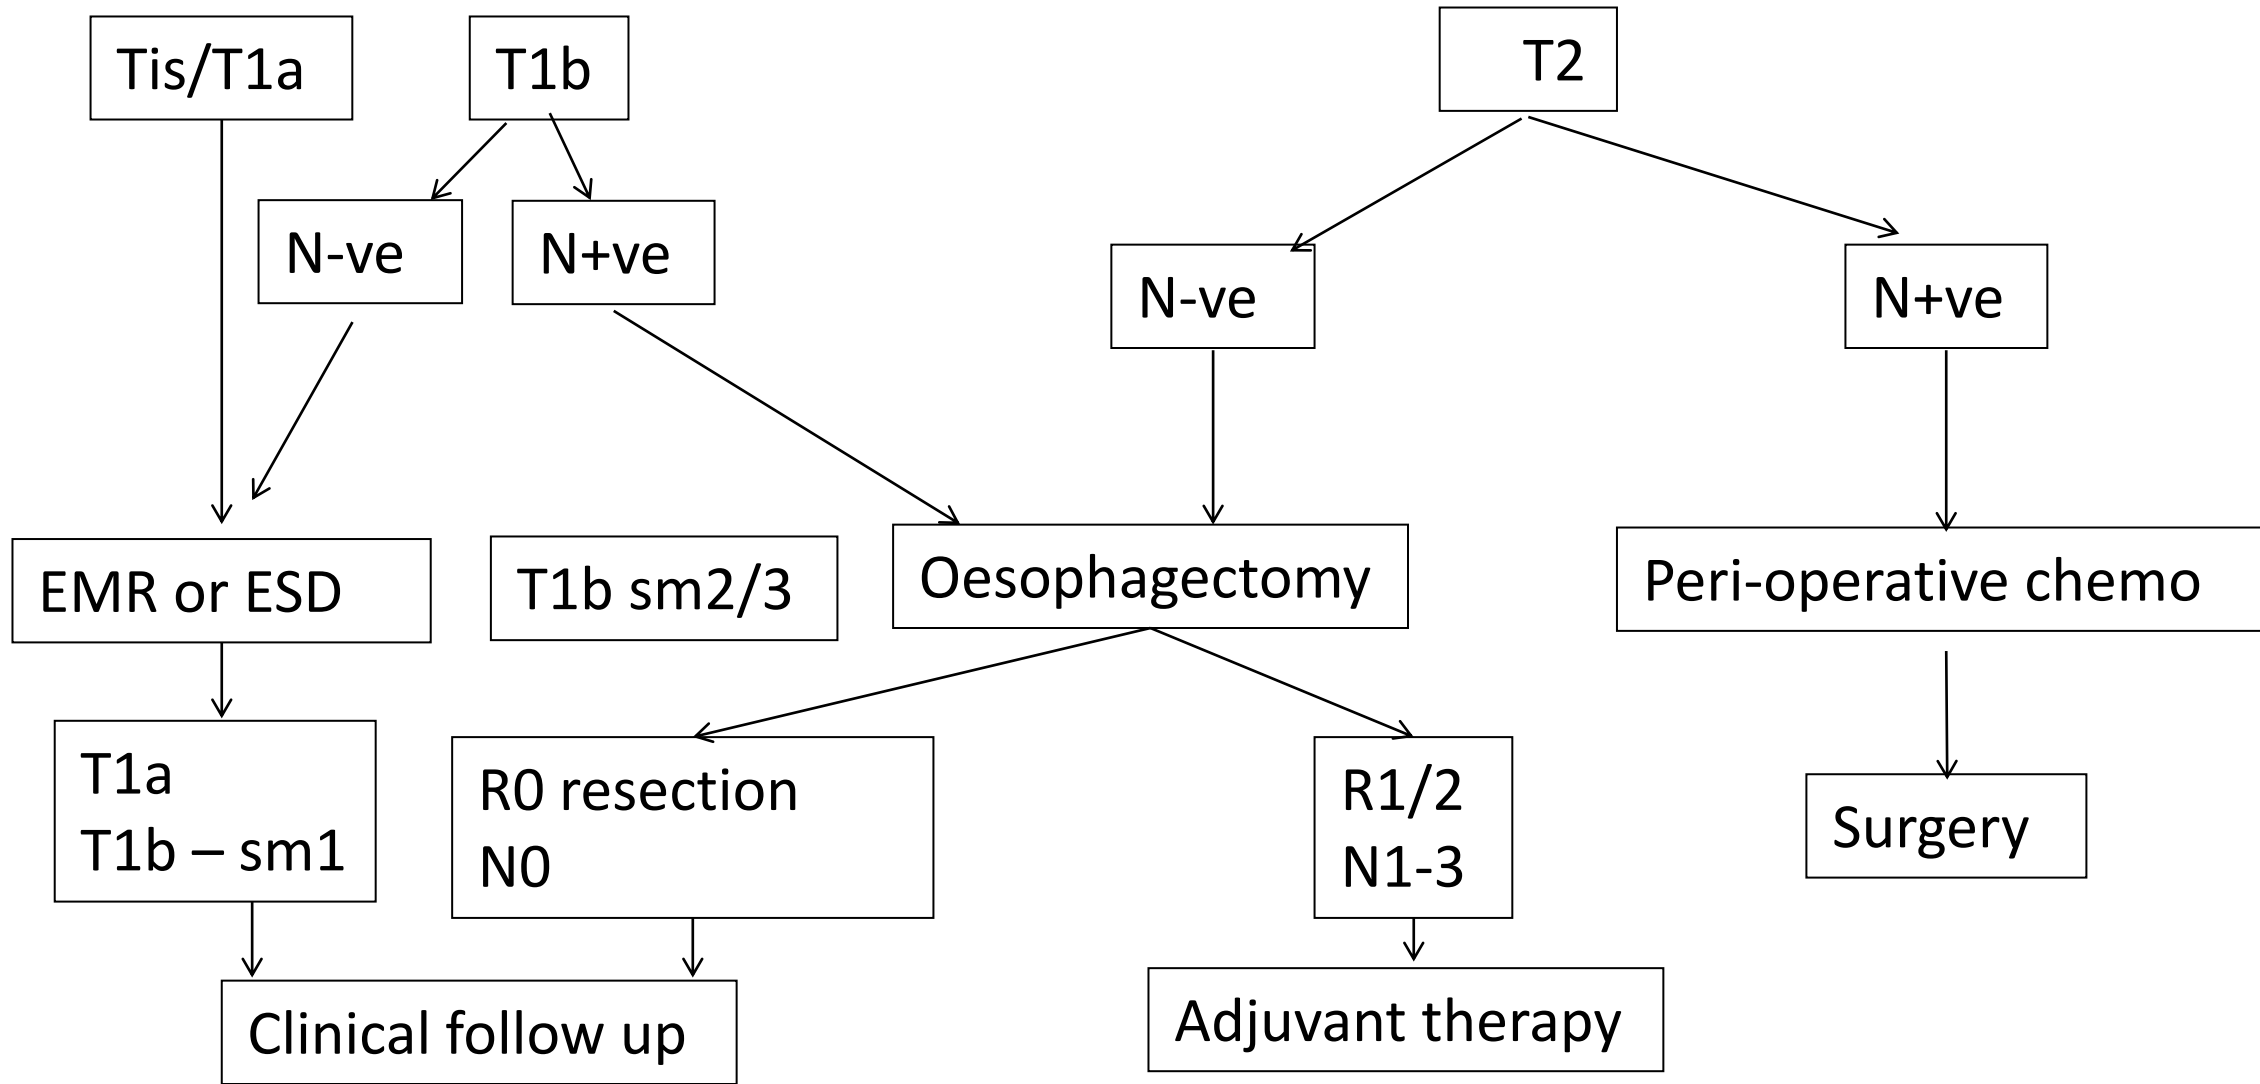 Tis/T1a
T1b
T2
N-ve
N+ve
N-ve
N+ve
EMR or ESD
T1b sm2/3
Oesophagectomy
Peri-operative chemo
T1a
T1b – sm1
R0 resection
N0
R1/2
N1-3
Surgery
Clinical follow up
Adjuvant therapy